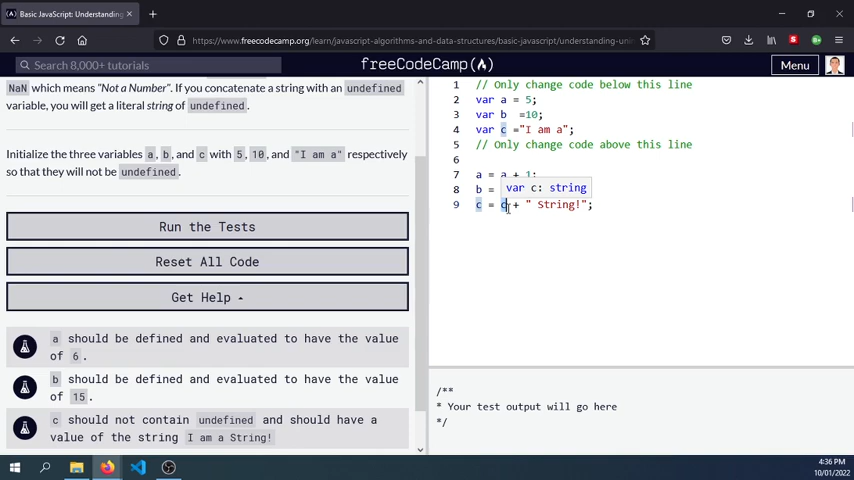 Basic JavaScript: Understanding
https://www.freecodecamp.org/learn/javascript-algorithms-and-data-structures/basic-javascript/understanding-uni
Search 8,000+ tutorials
freeCodeCamp
Menu
NaN which means "Not a Number". If you concatenate a string with an undefined
variable, you will get a literal string of undefined.
Initialize the three variables a, b, and c with 5, 10, and "I am a" respectively
so that they will not be undefined.
Run the Tests
Reset All Code
Get Help
a should be defined and evaluated to have the value
of 6.
b should be defined and evaluated to have the value
of 15.
c should not contain undefined and should have a
value of the string I am a String!
1 // Only change code below this line
2 var a = 5;
3 var b =10;
4 var c ="I am a";
5 // Only change code above this line
6
7 a = a + 1;
var c: string
8 b =
9 c = c + " String!";
/**
* Your test output will go here
*/
4:36 PM
10/01/2022